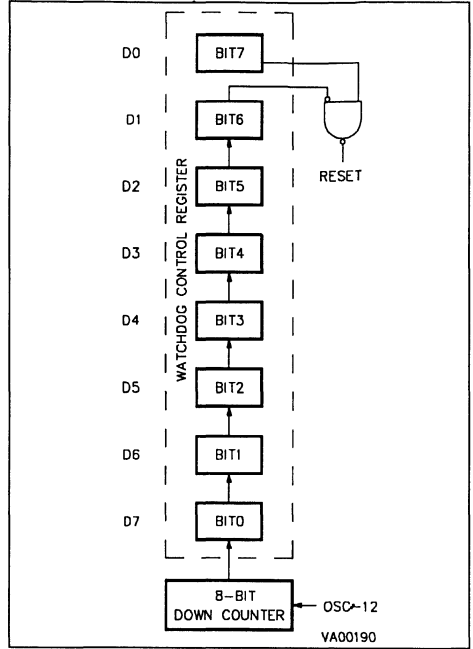 D0 BIT7
D1 BIT6
RESET
D2 BIT5
D3 BIT4
D4 BIT3
D5 BIT2
D6 BIT1
D7 BIT0
WATCHDOG CONTROL REGISTER
8-BIT
DOWN COUNTER
OSC-12
VA00190